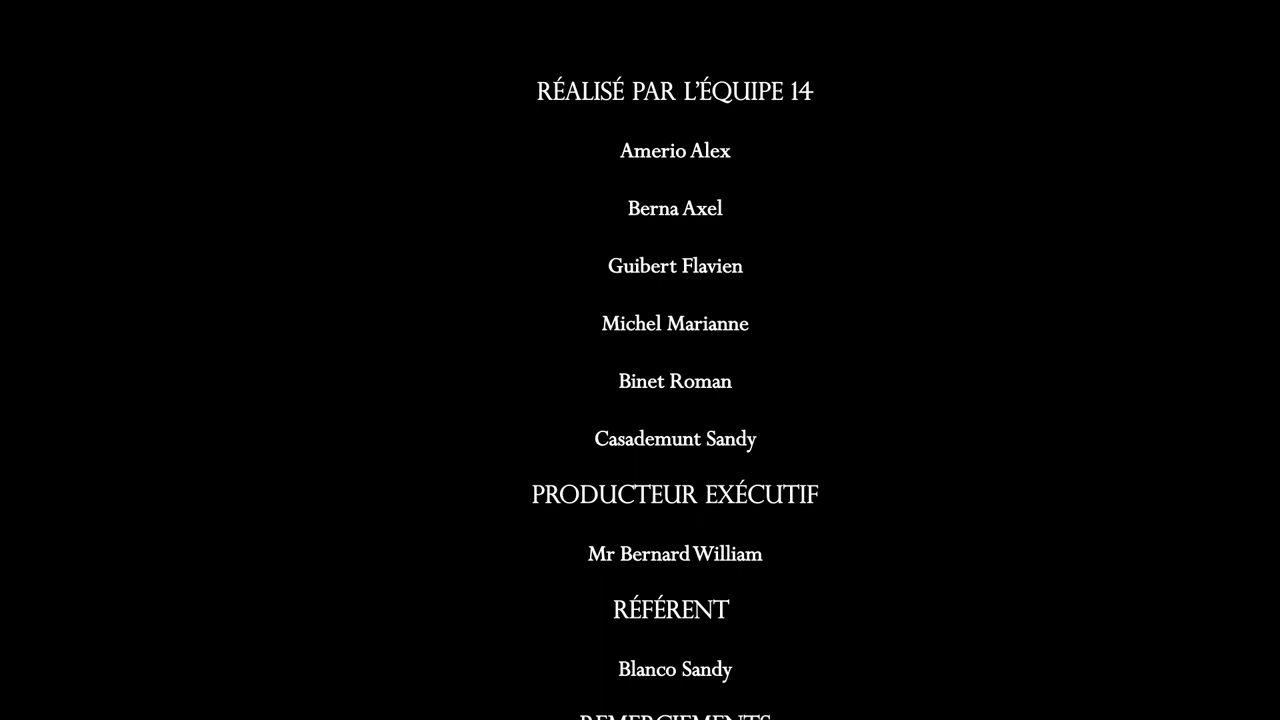 RÉALISÉ PAR L'ÉQUIPE 14
Amerio Alex
Berna Axel
Guibert Flavien
Michel Marianne
Binet Roman
Casademunt Sandy
PRODUCTEUR EXÉCUTIF
Mr Bernard William
RÉFÉRENT
Blanco Sandy
REMERCIEMENTS